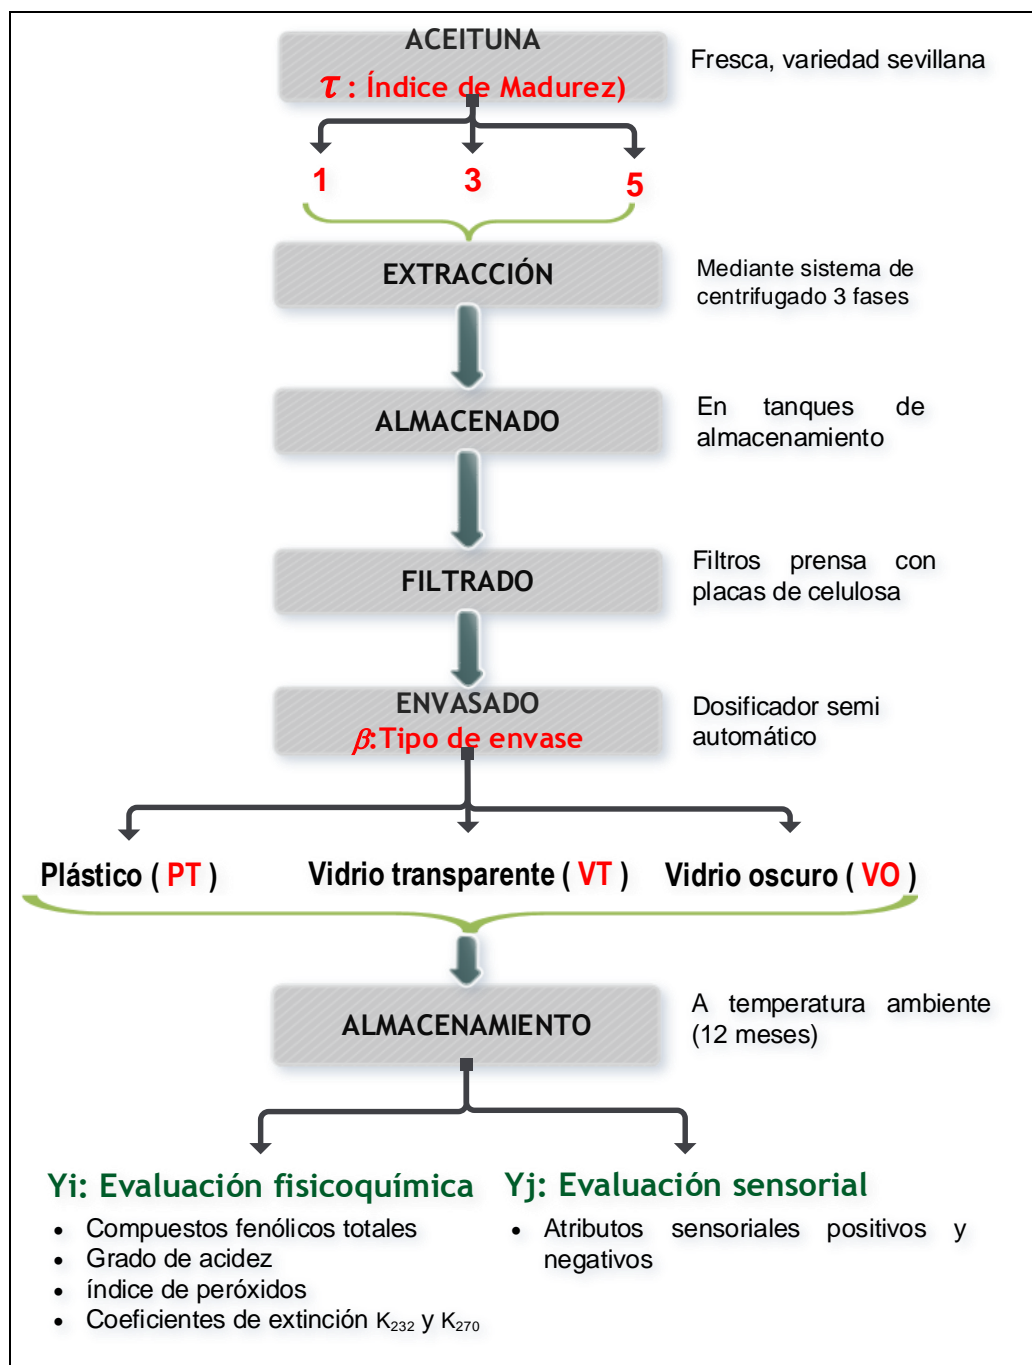 ACEITUNA
τ : Índice de Madurez)
Fresca, variedad sevillana
1 3 5
EXTRACCIÓN
Mediante sistema de
centrifugado 3 fases
ALMACENADO
En tanques de
almacenamiento
FILTRADO
Filtros prensa con
placas de celulosa
ENVASADO
β:Tipo de envase
Dosificador semi
automático
Plástico ( PT ) Vidrio transparente ( VT ) Vidrio oscuro ( VO )
ALMACENAMIENTO
A temperatura ambiente
(12 meses)
Yi: Evaluación fisicoquímica
• Compuestos fenólicos totales
• Grado de acidez
• índice de peróxidos
• Coeficientes de extinción K₂₃₂ y K₂₇₀
Yj: Evaluación sensorial
• Atributos sensoriales positivos y
negativos